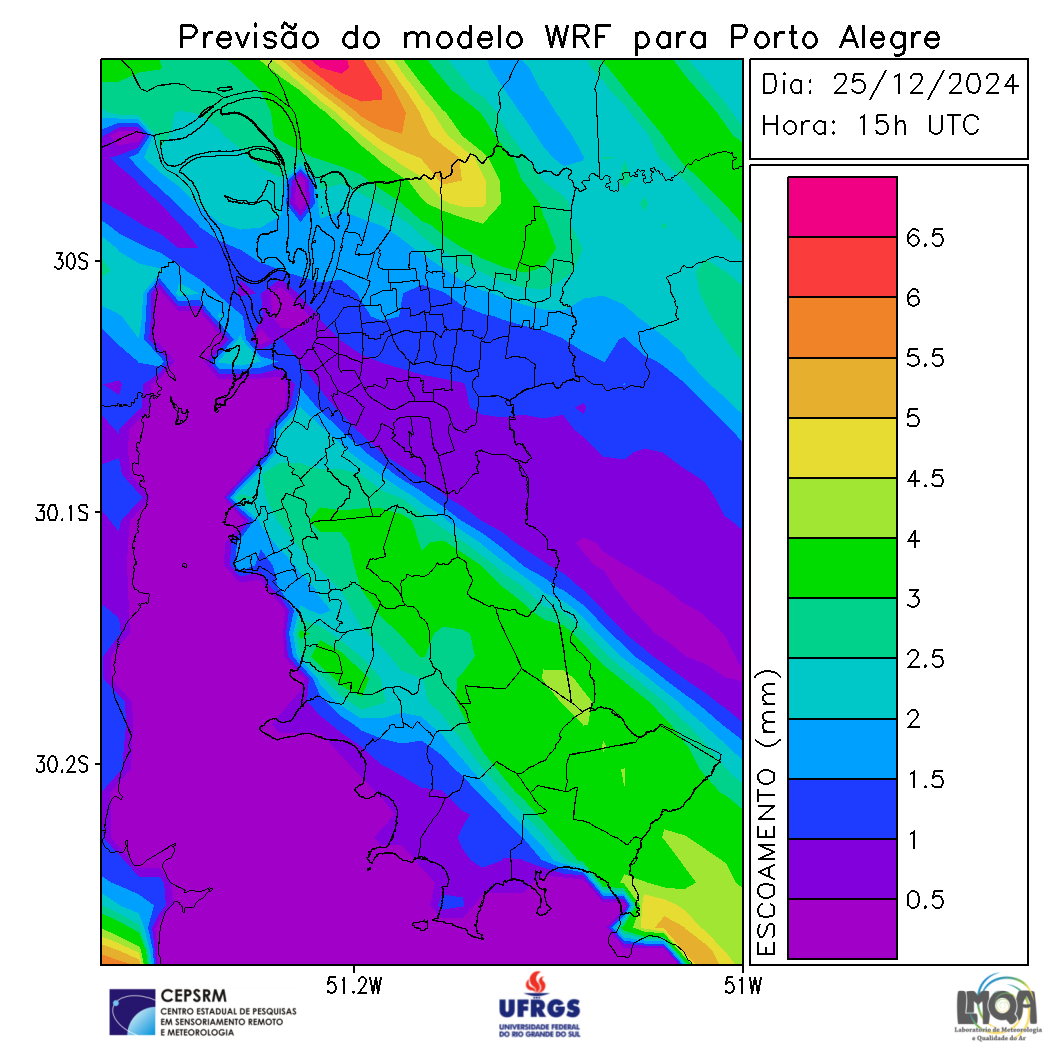 Previsão do modelo WRF para Porto Alegre
Dia: 25/12/2024
Hora: 15h UTC
30S
30.1S
30.2S
51.2W
51W
ESCOAMENTO (mm)
6.5
6
5.5
5
4.5
4
3
2.5
2
1.5
1
0.5
CEPSRM
CENTRO ESTADUAL DE PESQUISAS
EM SENSORIAMENTO REMOTO
E METEOROLOGIA
UFRGS
UNIVERSIDADE FEDERAL
DO RIO GRANDE DO SUL
LMQA
Laboratório de Meteorologia
e Qualidade do Ar